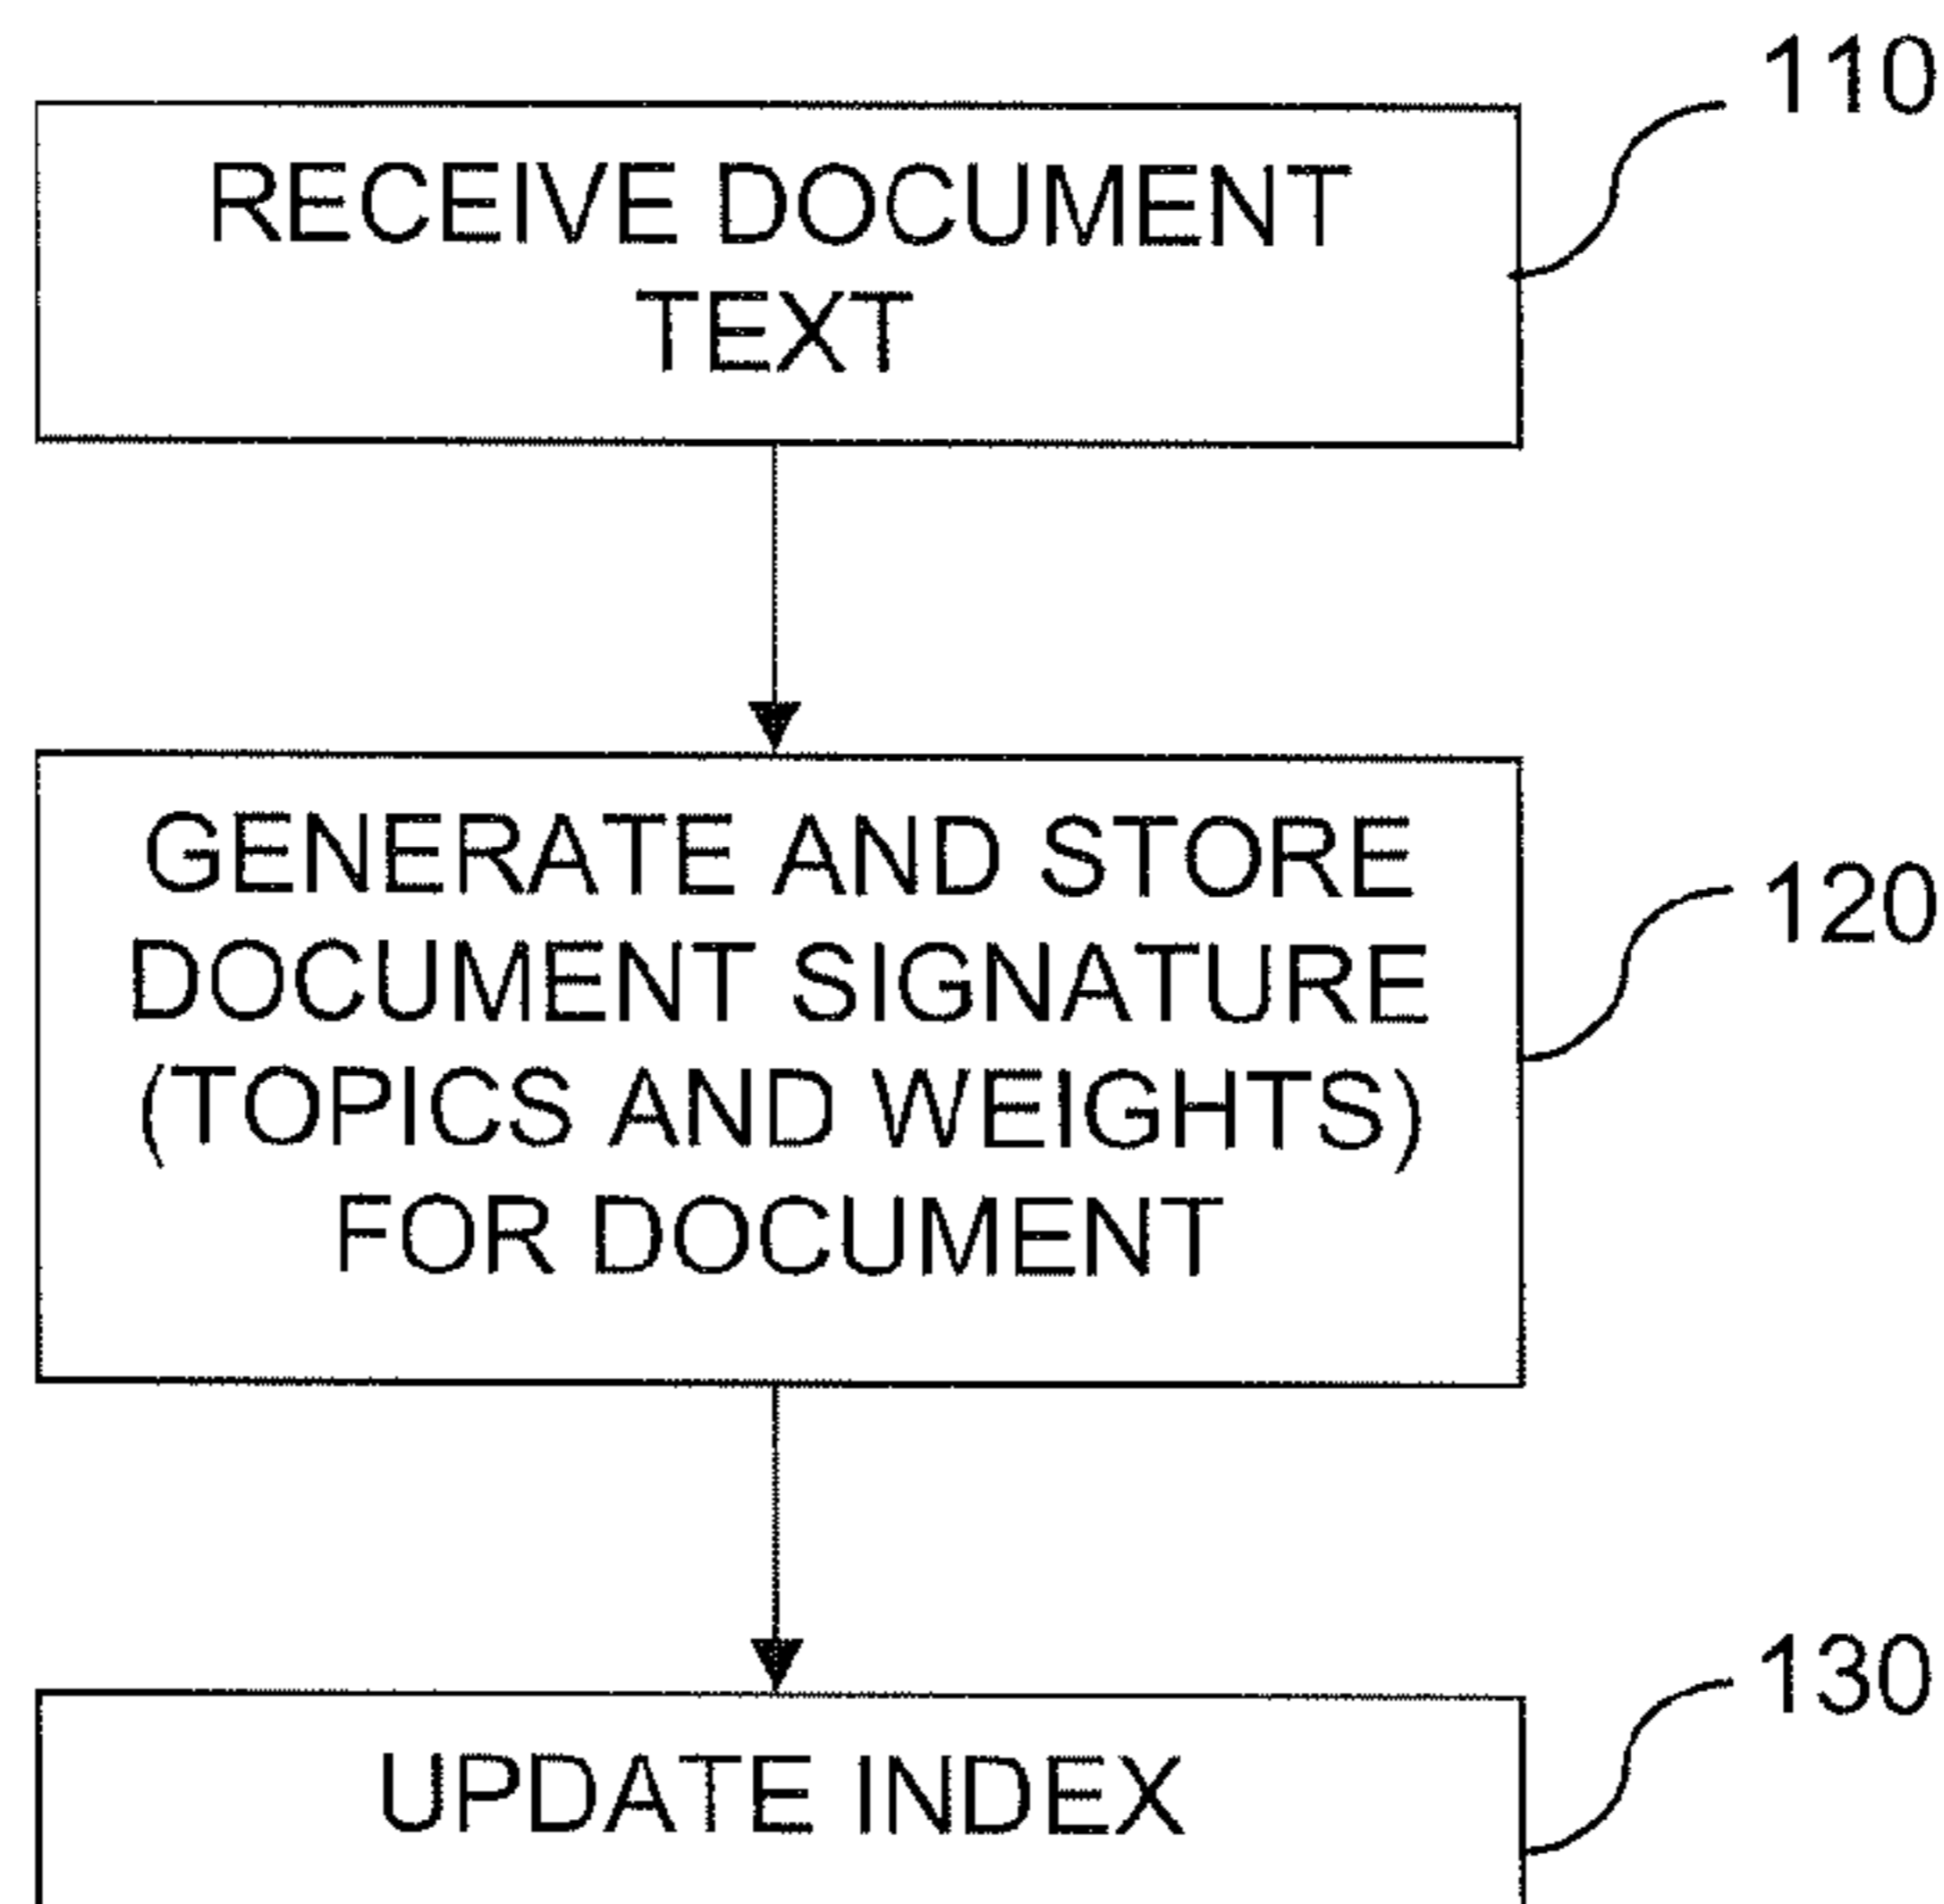 110
RECEIVE DOCUMENT
TEXT
GENERATE AND STORE
DOCUMENT SIGNATURE
(TOPICS AND WEIGHTS)
FOR DOCUMENT
120
130
UPDATE INDEX